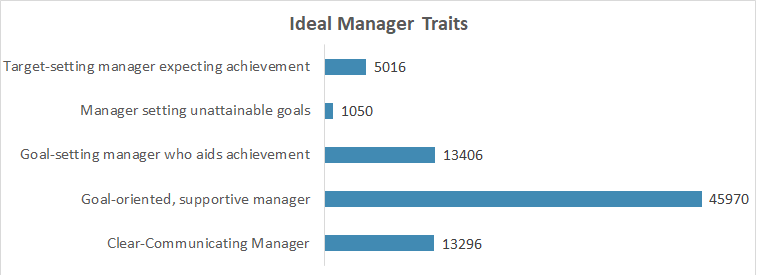 Ideal Manager Traits
Target-setting manager expecting achievement 5016
Manager setting unattainable goals 1050
Goal-setting manager who aids achievement 13406
Goal-oriented, supportive manager 45970
Clear-Communicating Manager 13296